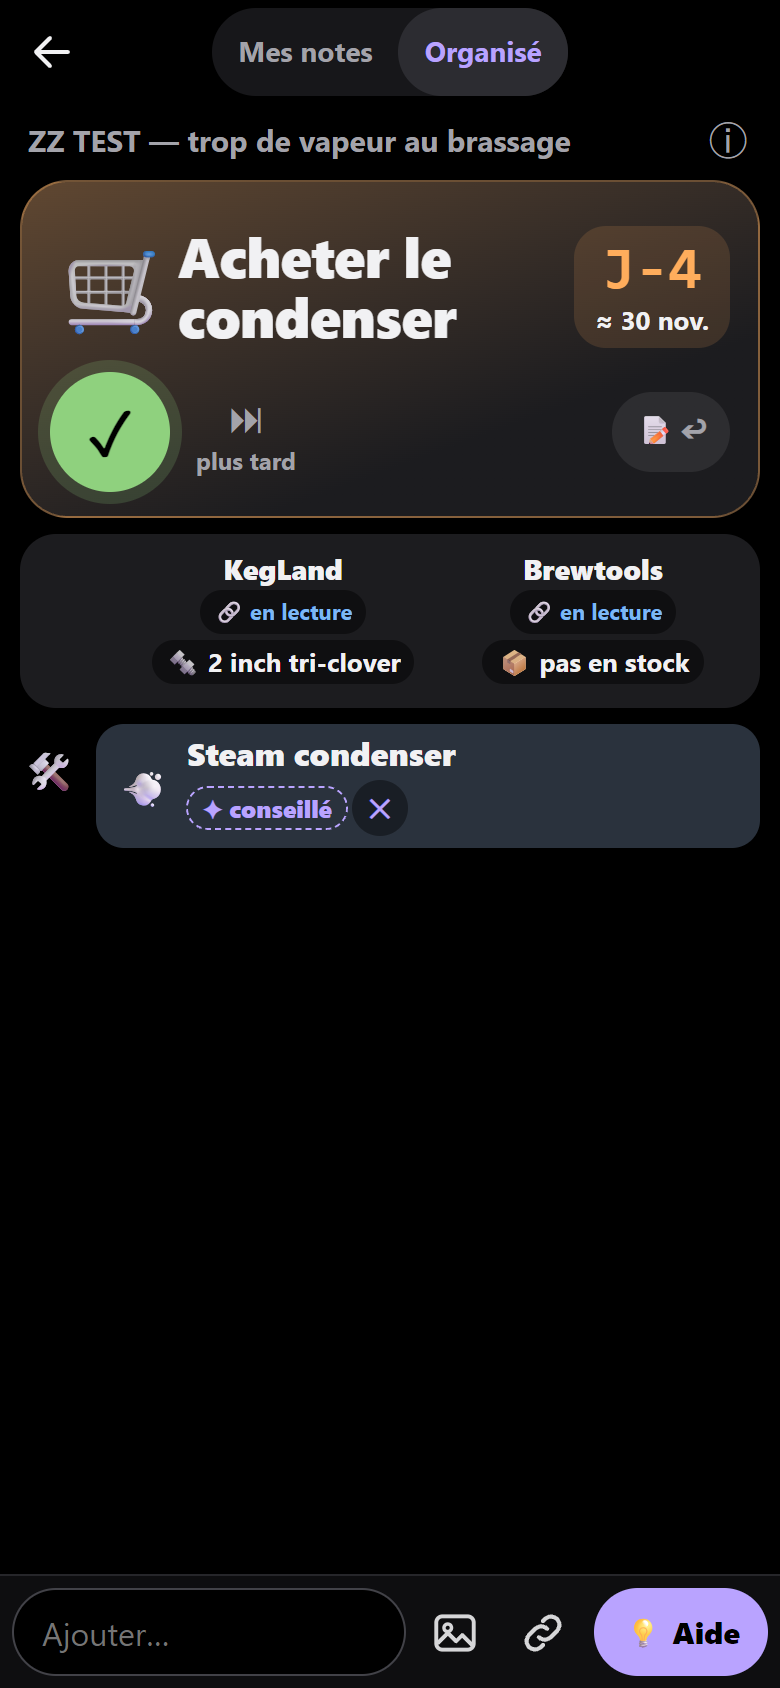 Mes notes
Organisé
ZZ TEST — trop de vapeur au brassage
Acheter le
condenser
J-4
≈ 30 nov.
plus tard
KegLand
Brewtools
en lecture
en lecture
2 inch tri-clover
pas en stock
Steam condenser
✦ conseillé
Ajouter...
Aide